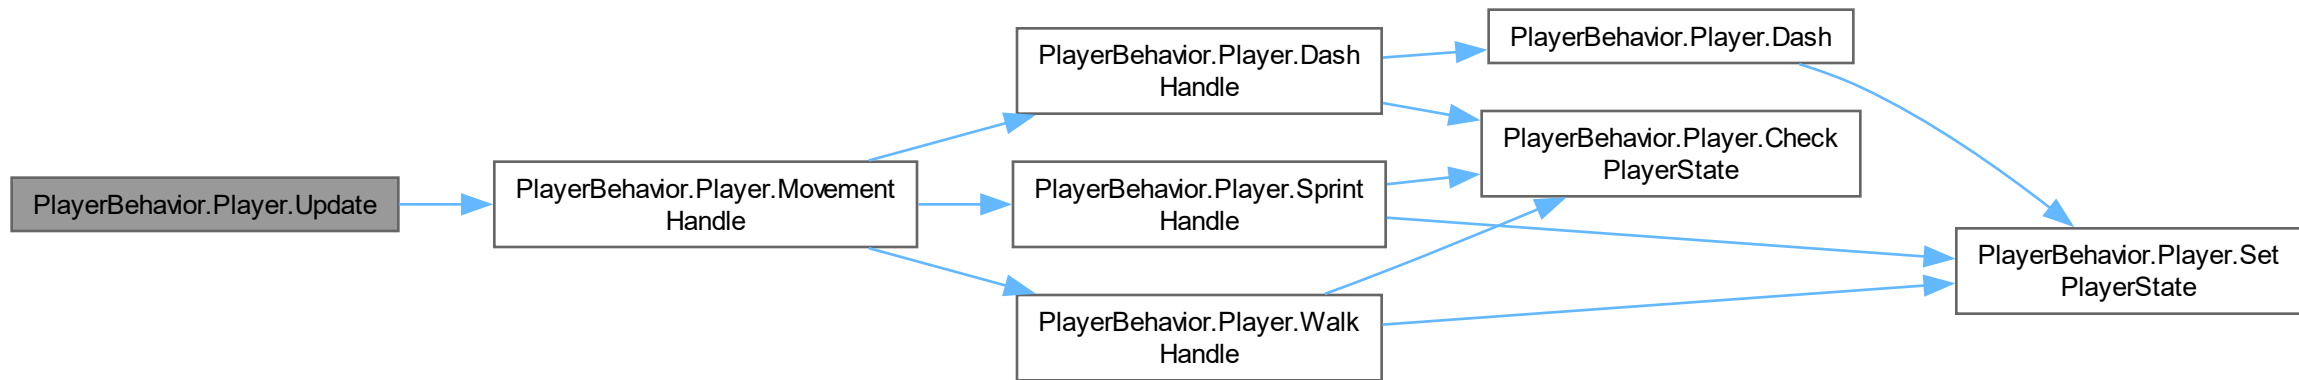 PlayerBehavior.Player.Update
PlayerBehavior.Player.Movement
Handle
PlayerBehavior.Player.Dash
Handle
PlayerBehavior.Player.Sprint
Handle
PlayerBehavior.Player.Walk
Handle
PlayerBehavior.Player.Dash
PlayerBehavior.Player.Check
PlayerState
PlayerBehavior.Player.Set
PlayerState